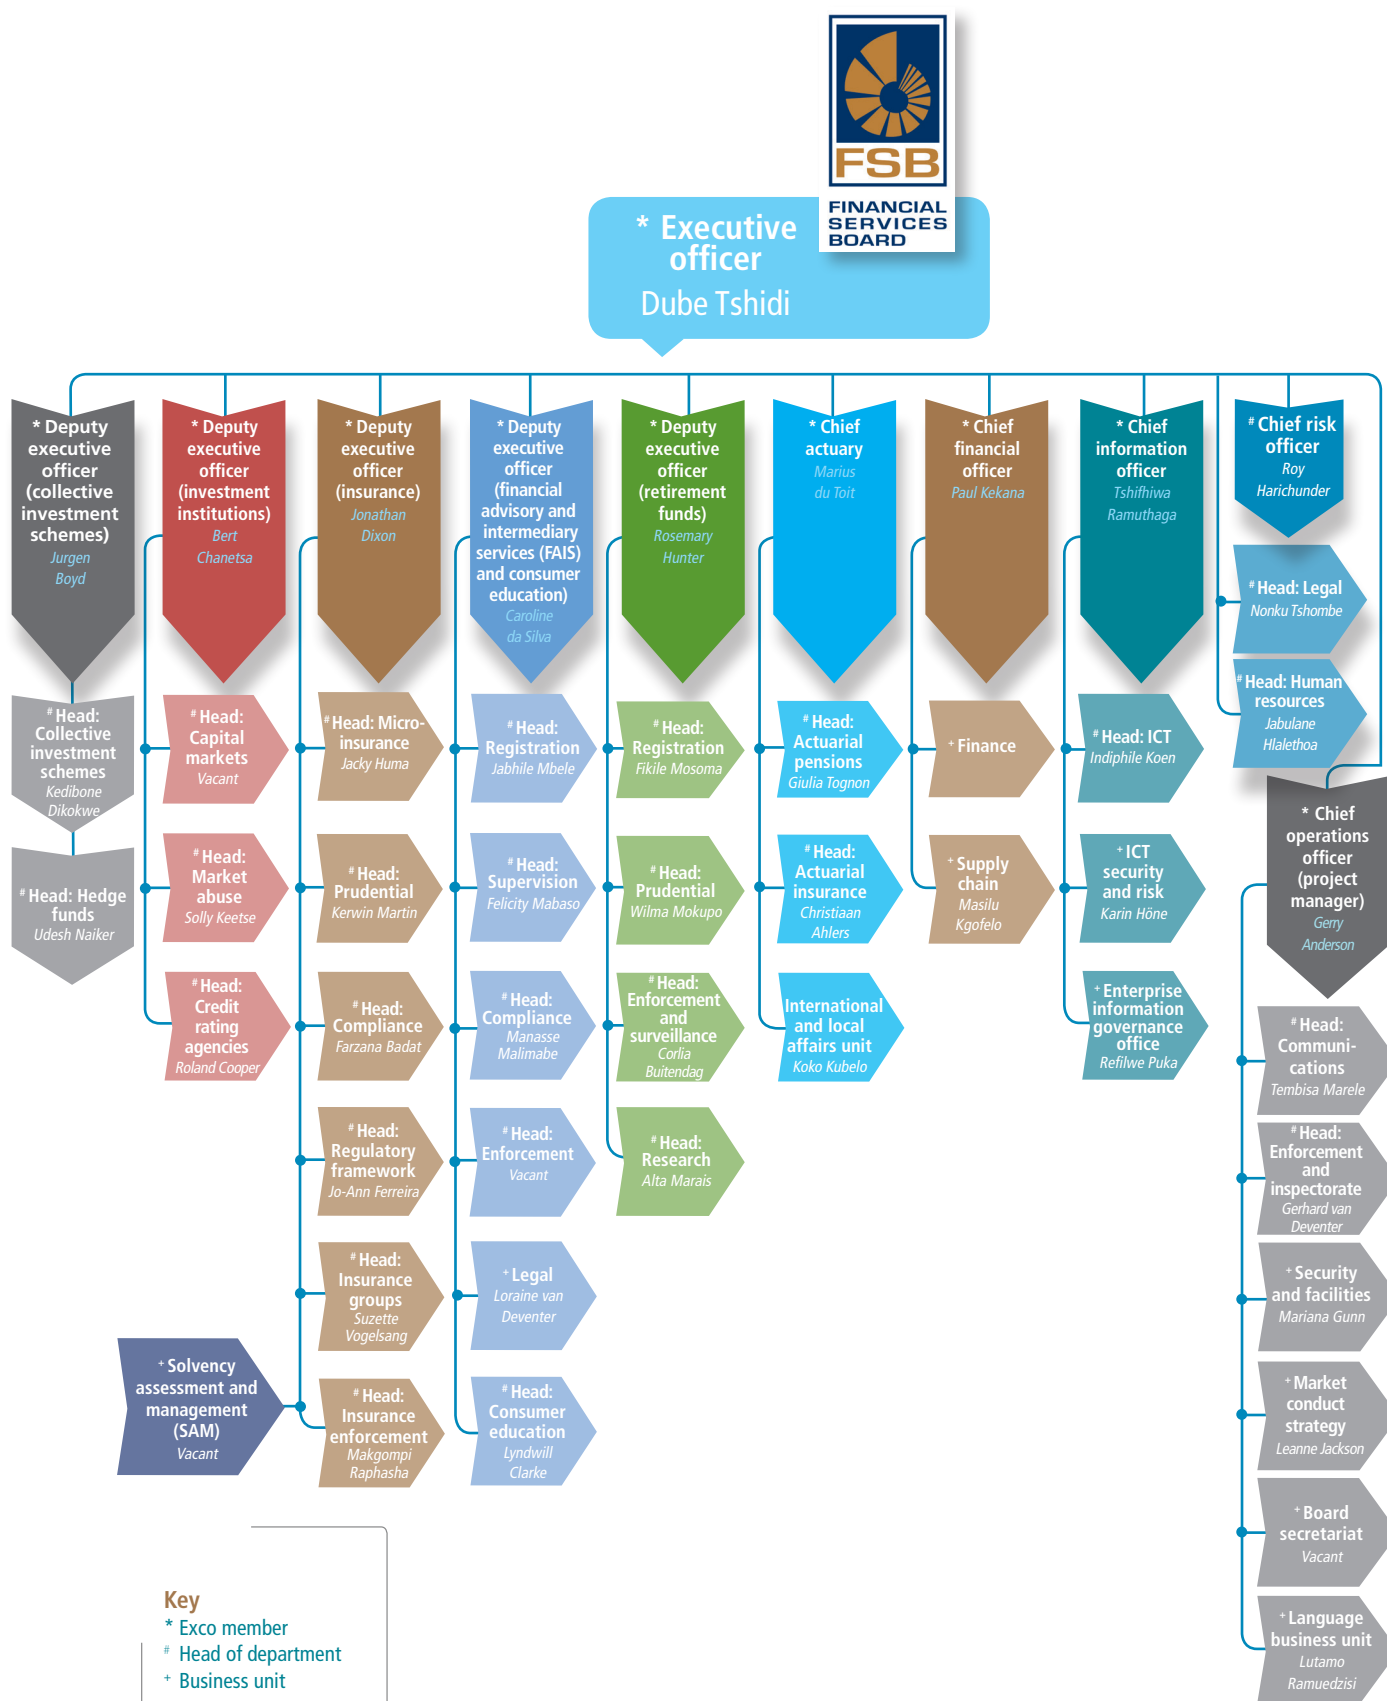 FSB
FINANCIAL
SERVICES
BOARD
* Executive
officer
Dube Tshidi
* Deputy
executive
officer
(collective
investment
schemes)
Jurgen
Boyd
# Head:
Collective
investment
schemes
Kedibone
Dikokwe
# Head: Hedge
funds
Udesh Naiker
* Deputy
executive
officer
(investment
institutions)
Bert
Chanetsa
# Head:
Capital
markets
Vacant
# Head:
Market
abuse
Solly Keetse
# Head:
Credit
rating
agencies
Roland Cooper
* Deputy
executive
officer
(insurance)
Jonathan
Dixon
# Head: Micro-
insurance
Jacky Huma
# Head:
Prudential
Kerwin Martin
# Head:
Compliance
Farzana Badat
# Head:
Regulatory
framework
Jo-Ann Ferreira
# Head:
Insurance
groups
Suzette
Vogelsang
# Head:
Insurance
enforcement
Makgompi
Raphasha
+ Solvency
assessment and
management
(SAM)
Vacant
* Deputy
executive
officer
(financial
advisory and
intermediary
services (FAIS)
and consumer
education)
Caroline
da Silva
# Head:
Registration
Jabhile Mbele
# Head:
Supervision
Felicity Mabaso
# Head:
Compliance
Manasse
Malimabe
# Head:
Enforcement
Vacant
+ Legal
Loraine van
Deventer
# Head:
Consumer
education
Lyndwill
Clarke
* Deputy
executive
officer
(retirement
funds)
Rosemary
Hunter
# Head:
Registration
Fikile Mosoma
# Head:
Prudential
Wilma Mokupo
# Head:
Enforcement
and
surveillance
Corlia
Buitendag
# Head:
Research
Alta Marais
* Chief
actuary
Marius
du Toit
# Head:
Actuarial
pensions
Giulia Tognon
# Head:
Actuarial
insurance
Christiaan
Ahlers
International
and local
affairs unit
Koko Kubelo
* Chief
financial
officer
Paul Kekana
+ Finance
+ Supply
chain
Masilu
Kgofelo
* Chief
information
officer
Tshifhiwa
Ramuthaga
# Head: ICT
Indiphile Koen
+ ICT
security
and risk
Karin Höne
+ Enterprise
information
governance
office
Refilwe Puka
# Chief risk
officer
Roy
Harichunder
# Head: Legal
Nonku Tshombe
# Head: Human
resources
Jabulane
Hlalethoa
* Chief
operations
officer
(project
manager)
Gerry
Anderson
# Head:
Communi-
cations
Tembisa Marele
# Head:
Enforcement
and
inspectorate
Gerhard van
Deventer
+ Security
and facilities
Mariana Gunn
+ Market
conduct
strategy
Leanne Jackson
+ Board
secretariat
Vacant
+ Language
business unit
Lutamo
Ramuedzisi
Key
* Exco member
# Head of department
+ Business unit